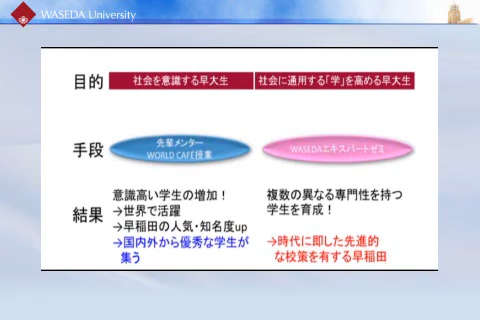 WASEDA University
目的
社会を意識する早大生
社会に通用する「学」を高める早大生
手段
先輩メンター
WORLD CAFÉ授業
WASEDAエキスパートゼミ
結果
意識高い学生の増加！
→世界で活躍
→早稲田の人気・知名度up
→国内外から優秀な学生が
集う
複数の異なる専門性を持つ
学生を育成！
→時代に即した先進的
な校策を有する早稲田